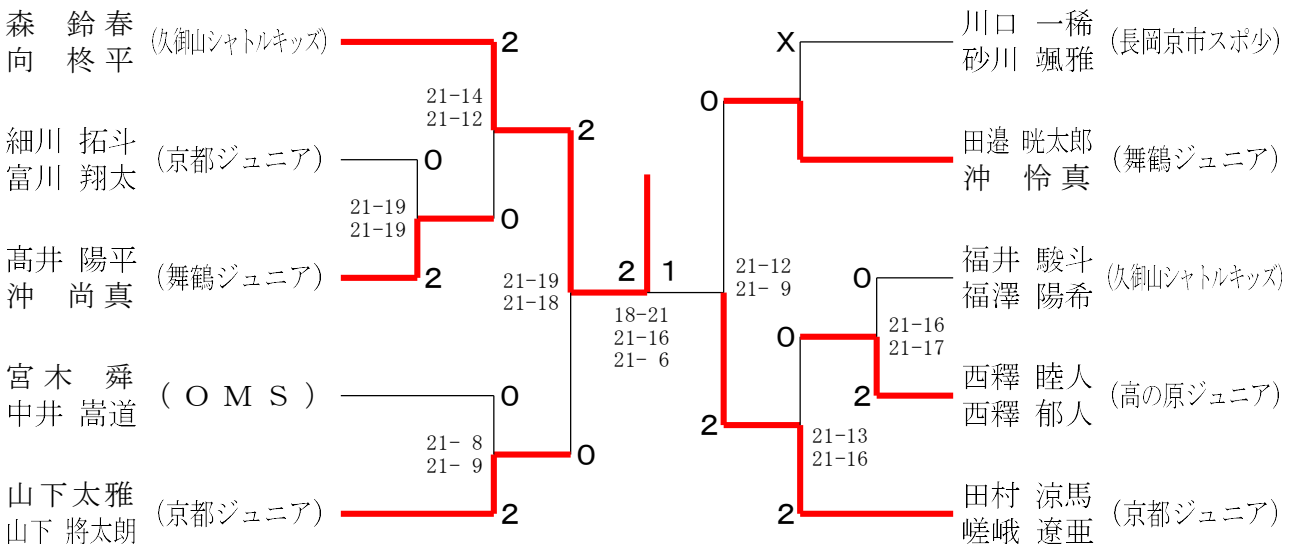 森 鈴春
向 柊平
(久御山シャトルキッズ)
2
21-14
21-12
細川 拓斗
富川 翔太
(京都ジュニア)
0
21-19
21-19
0
髙井 陽平
沖 尚真
(舞鶴ジュニア)
2
2
21-19
21-18
宮木 舜
中井 嵩道
(OMS)
0
21- 8
21- 9
0
山下太雅
山下 將太朗
(京都ジュニア)
2
2 1
18-21
21-16
21- 6
川口 一稀
砂川 颯雅
(長岡京市スポ少)
X
0
田邉 晄太郎
沖 怜真
(舞鶴ジュニア)
21-12
21- 9
福井 駿斗
福澤 陽希
(久御山シャトルキッズ)
0
21-16
21-17
0
西釋 睦人
西釋 郁人
(高の原ジュニア)
2
2
21-13
21-16
田村 涼馬
嵯峨 遼亜
(京都ジュニア)
2